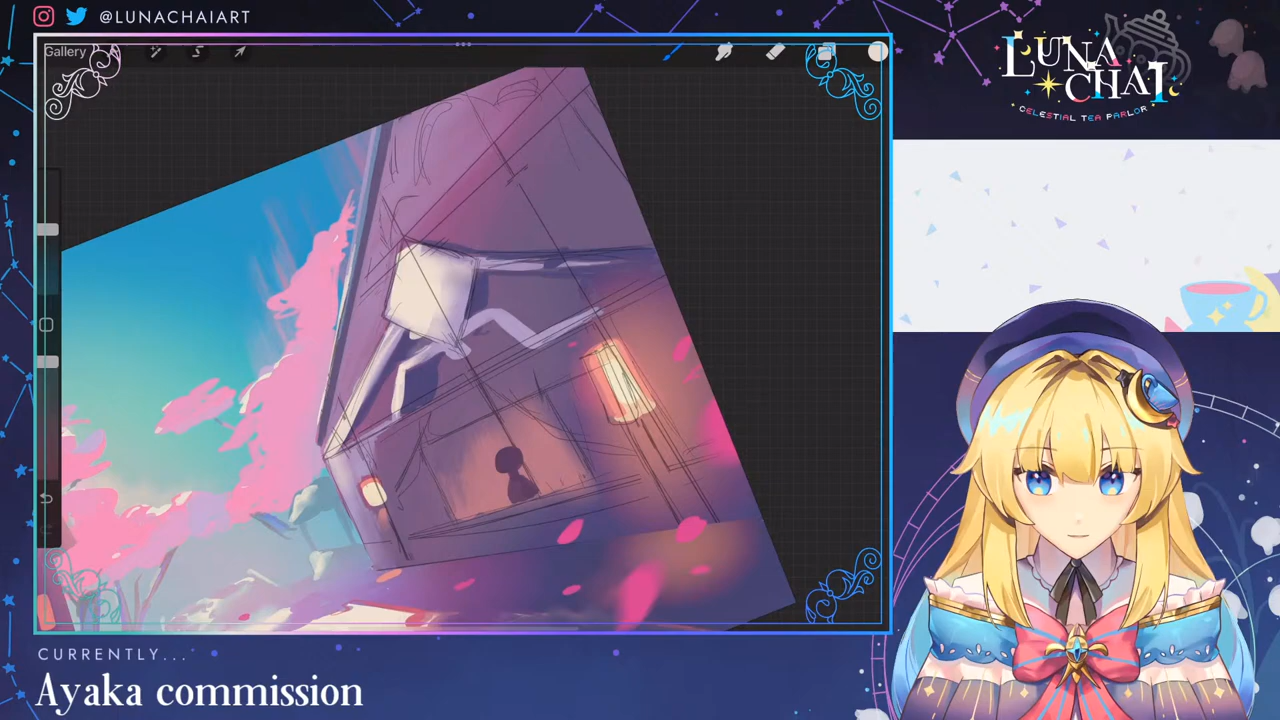 @LUNACHAIART
Gallery
LUNA
CHAI
CELESTIAL TEA PARLOR
CURRENTLY...
Ayaka commission